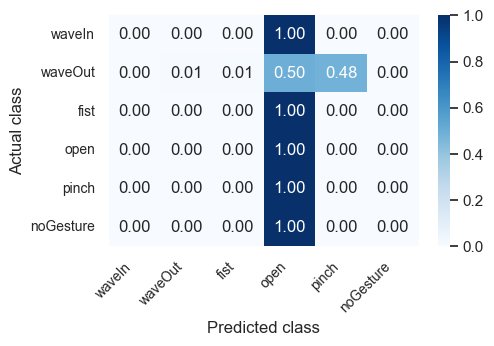 waveIn 0.00 0.00 0.00 1.00 0.00 0.00
waveOut 0.00 0.01 0.01 0.50 0.48 0.00
fist 0.00 0.00 0.00 1.00 0.00 0.00
open 0.00 0.00 0.00 1.00 0.00 0.00
pinch 0.00 0.00 0.00 1.00 0.00 0.00
noGesture 0.00 0.00 0.00 1.00 0.00 0.00
Actual class
waveIn waveOut fist open pinch noGesture
Predicted class
1.0
0.8
0.6
0.4
0.2
0.0